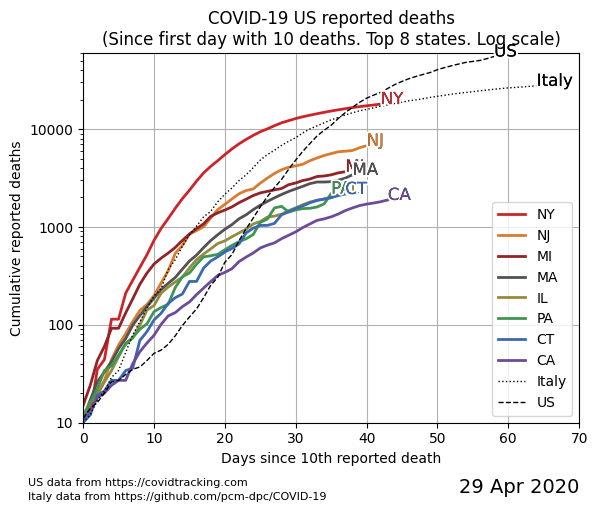 COVID-19 US reported deaths
(Since first day with 10 deaths. Top 8 states. Log scale)
US
Italy
NY
NJ
MA
CT
CA
10000
1000
100
10
Cumulative reported deaths
NY
NJ
MI
MA
IL
PA
CT
CA
Italy
US
0 10 20 30 40 50 60 70
Days since 10th reported death
US data from https://covidtracking.com
Italy data from https://github.com/pcm-dpc/COVID-19
29 Apr 2020